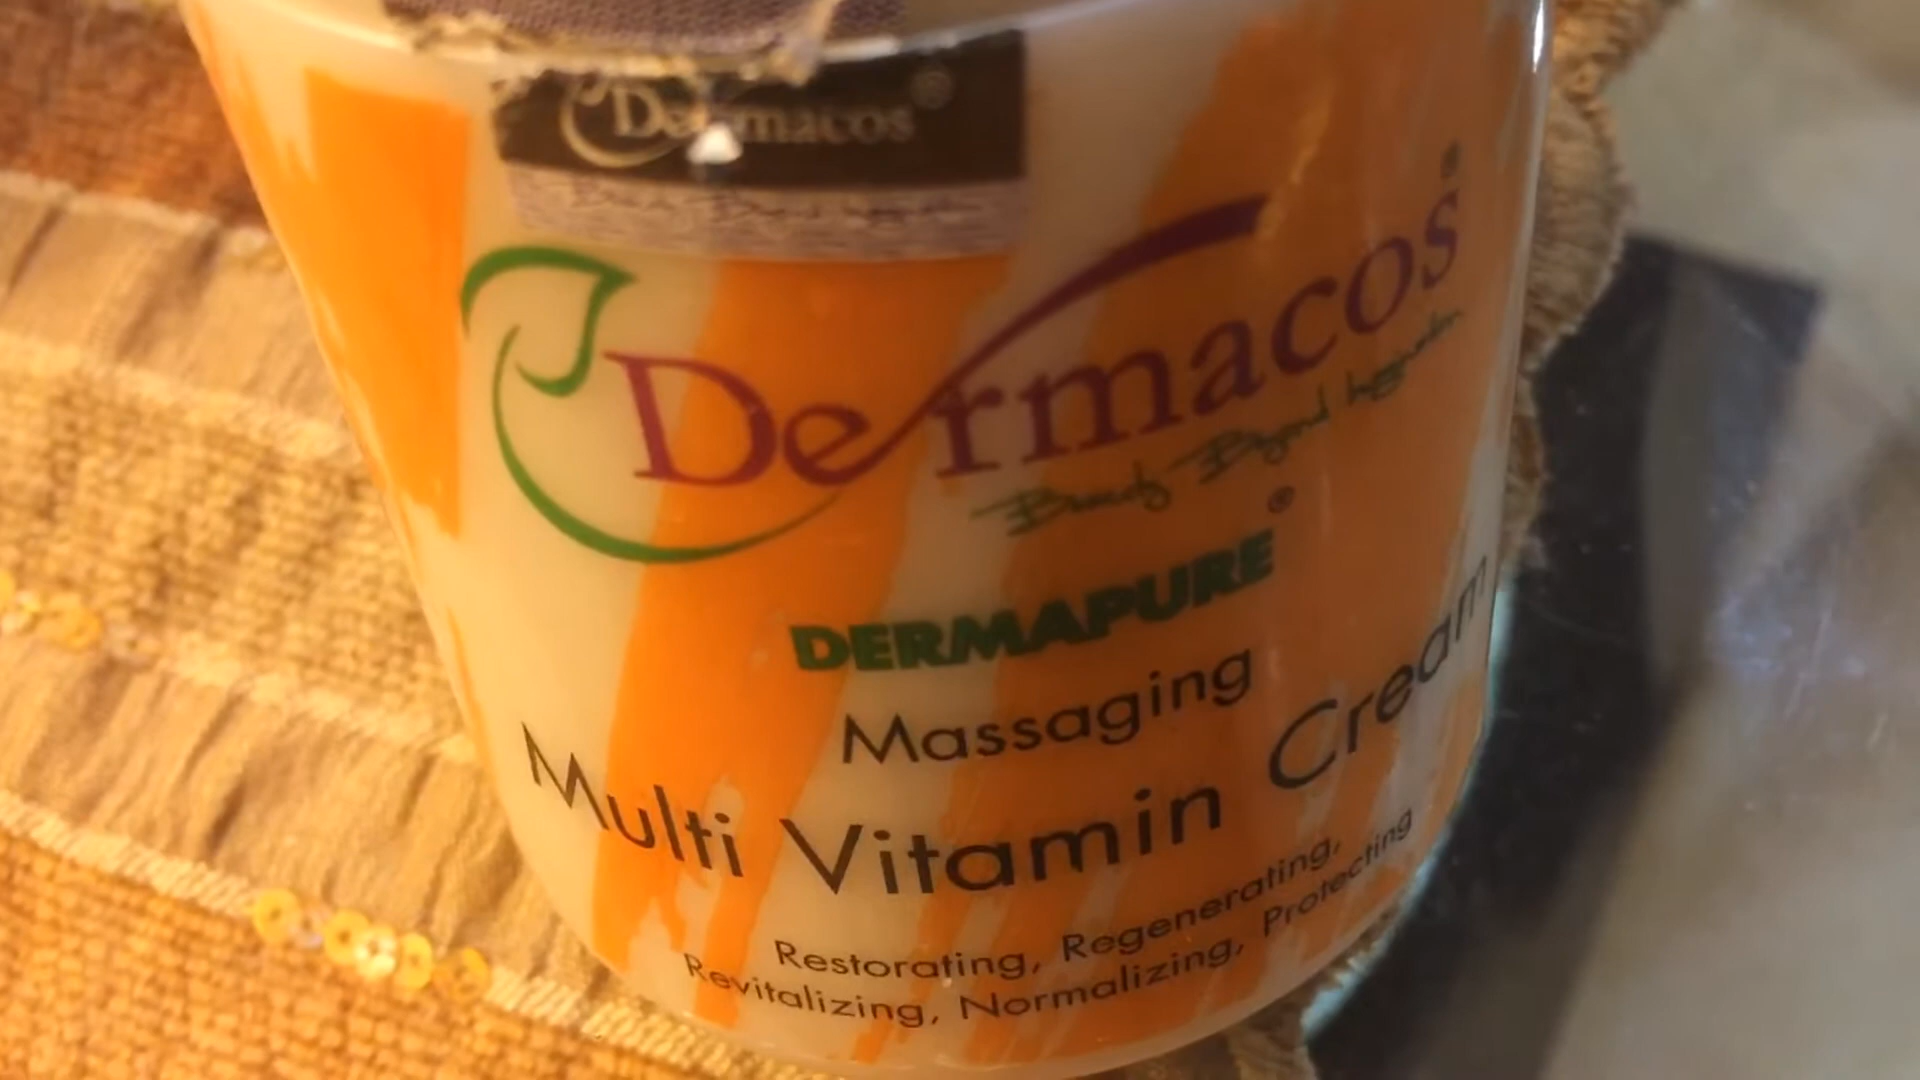 Dermacos®
Dermacos®
Beauty Beyond Imagination
DERMAPURE®
Massaging
Multi Vitamin Cream
Restorating, Regenerating,
Revitalizing, Normalizing, Protecting